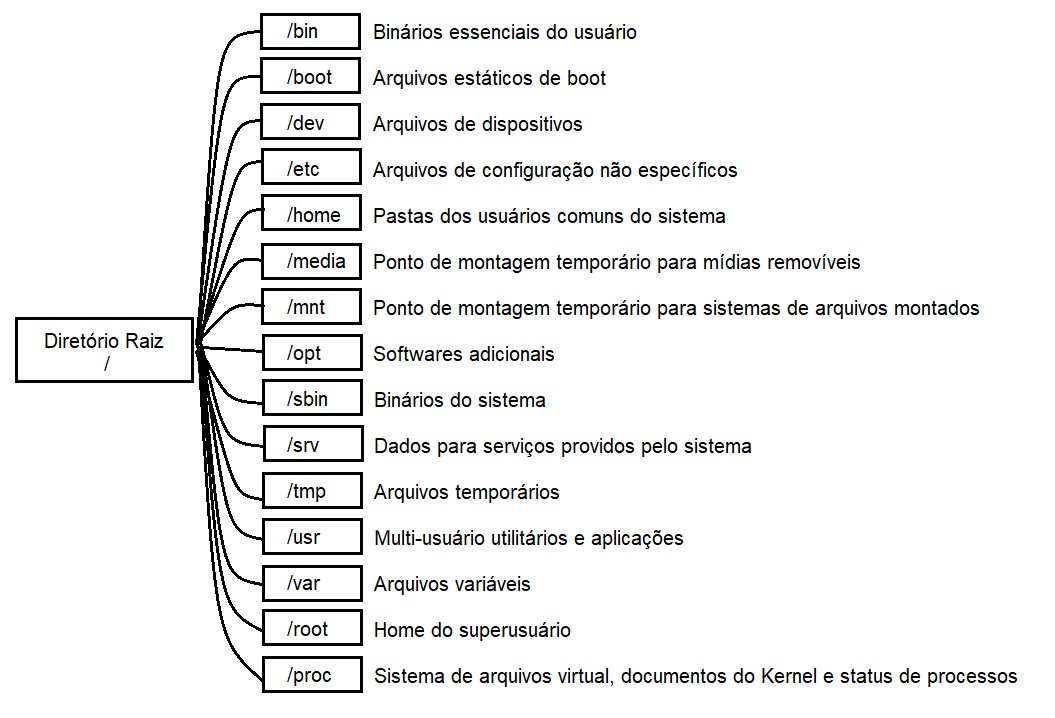 Diretório Raiz
/
/bin Binários essenciais do usuário
/boot Arquivos estáticos de boot
/dev Arquivos de dispositivos
/etc Arquivos de configuração não específicos
/home Pastas dos usuários comuns do sistema
/media Ponto de montagem temporário para mídias removíveis
/mnt Ponto de montagem temporário para sistemas de arquivos montados
/opt Softwares adicionais
/sbin Binários do sistema
/srv Dados para serviços providos pelo sistema
/tmp Arquivos temporários
/usr Multi-usuário utilitários e aplicações
/var Arquivos variáveis
/root Home do superusuário
/proc Sistema de arquivos virtual, documentos do Kernel e status de processos